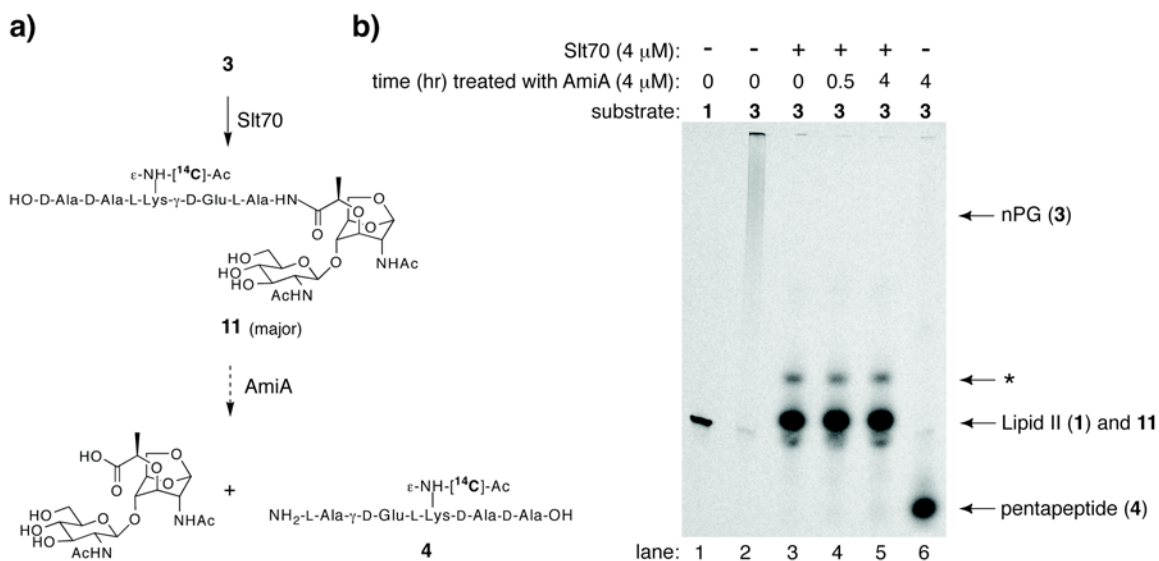 a)
3
Slt70
ε-NH-[14C]-Ac
HO-D-Ala-D-Ala-L-Lys-γ-D-Glu-L-Ala-HN
O
O
O
O
HO
HO
HO
O
O
NHAc
AcHN
11 (major)
AmiA
HO
O
O
O
O
HO
HO
HO
O
O
NHAc
AcHN
+
ε-NH-[14C]-Ac
NH2-L-Ala-γ-D-Glu-L-Lys-D-Ala-D-Ala-OH
4
b)
Slt70 (4 μM): - - + + + -
time (hr) treated with AmiA (4 μM): 0 0 0 0.5 4 4
substrate: 1 3 3 3 3 3
nPG (3)
*
Lipid II (1) and 11
pentapeptide (4)
lane: 1 2 3 4 5 6